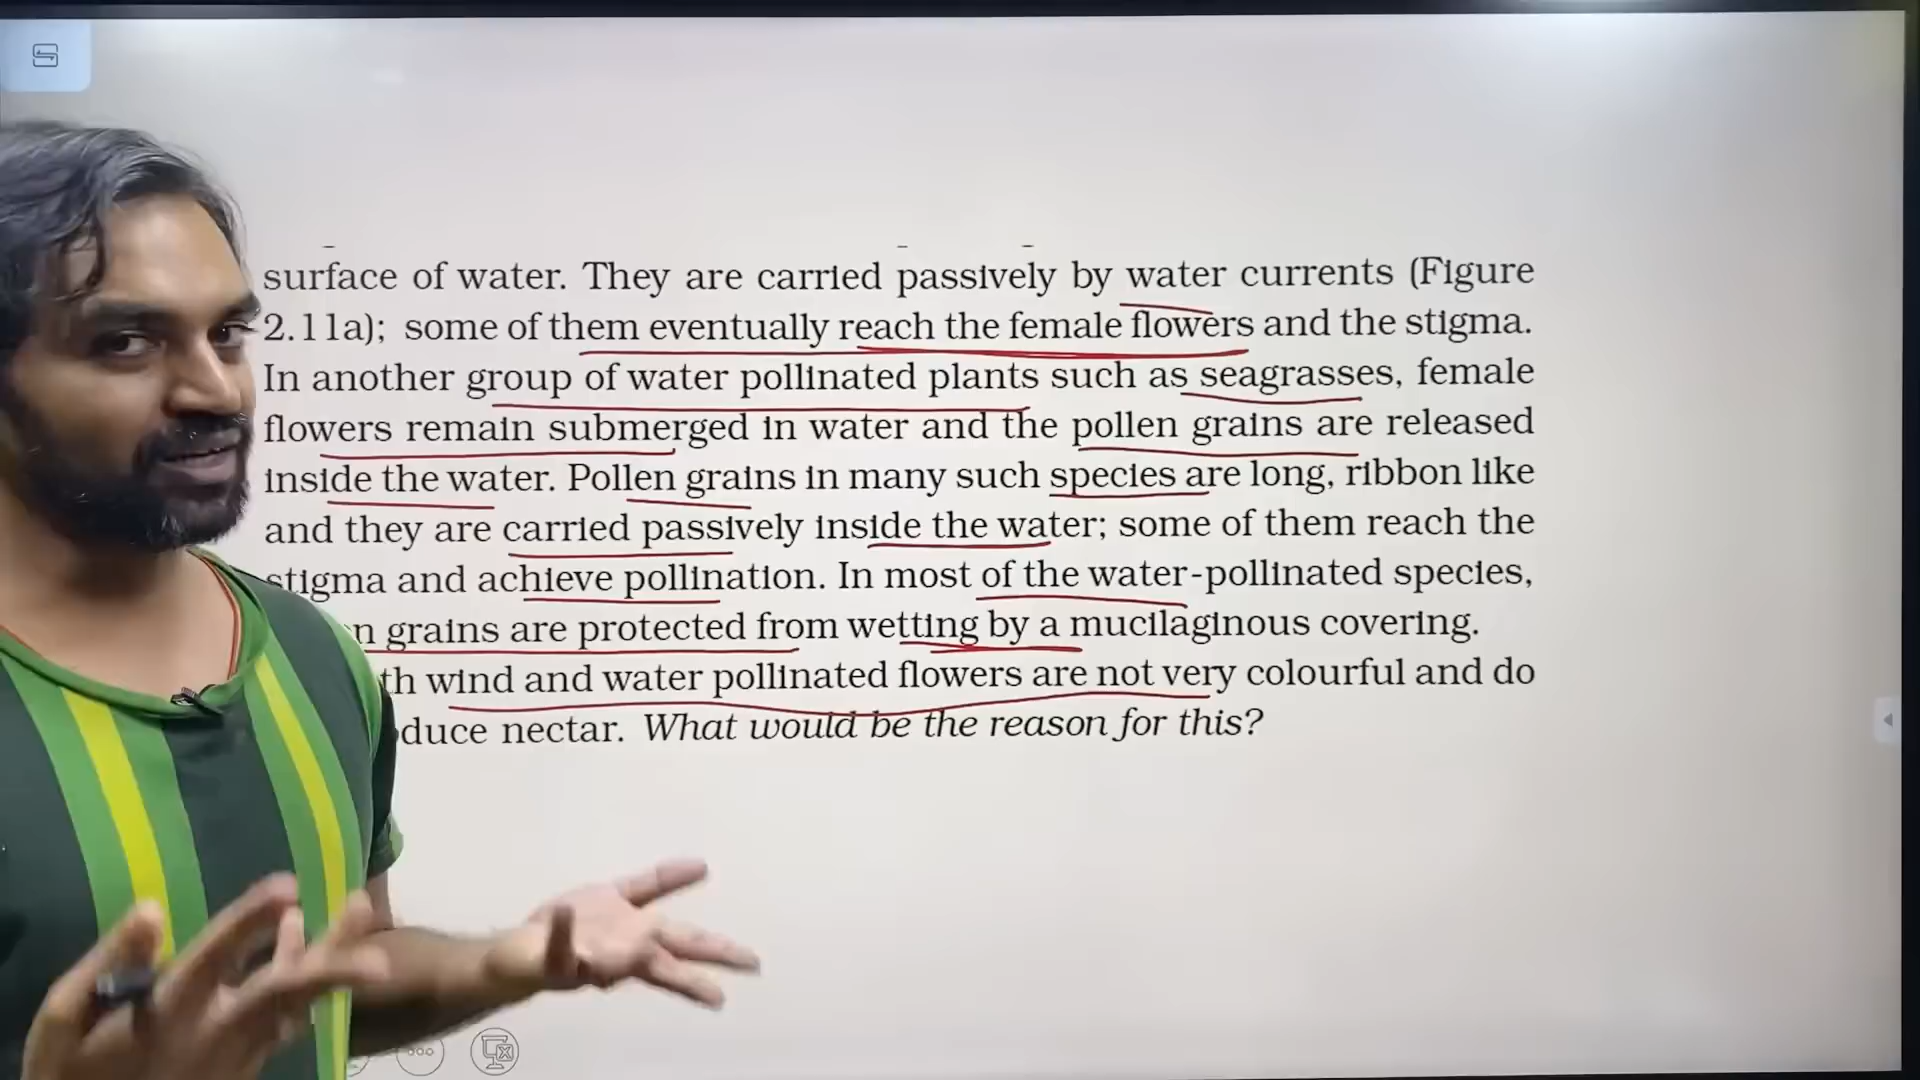 surface of water. They are carried passively by water currents (Figure
2.11a); some of them eventually reach the female flowers and the stigma.
In another group of water pollinated plants such as seagrasses, female
flowers remain submerged in water and the pollen grains are released
inside the water. Pollen grains in many such species are long, ribbon like
and they are carried passively inside the water; some of them reach the
stigma and achieve pollination. In most of the water-pollinated species,
grains are protected from wetting by a mucilaginous covering.
wind and water pollinated flowers are not very colourful and do
nectar. What would be the reason for this?